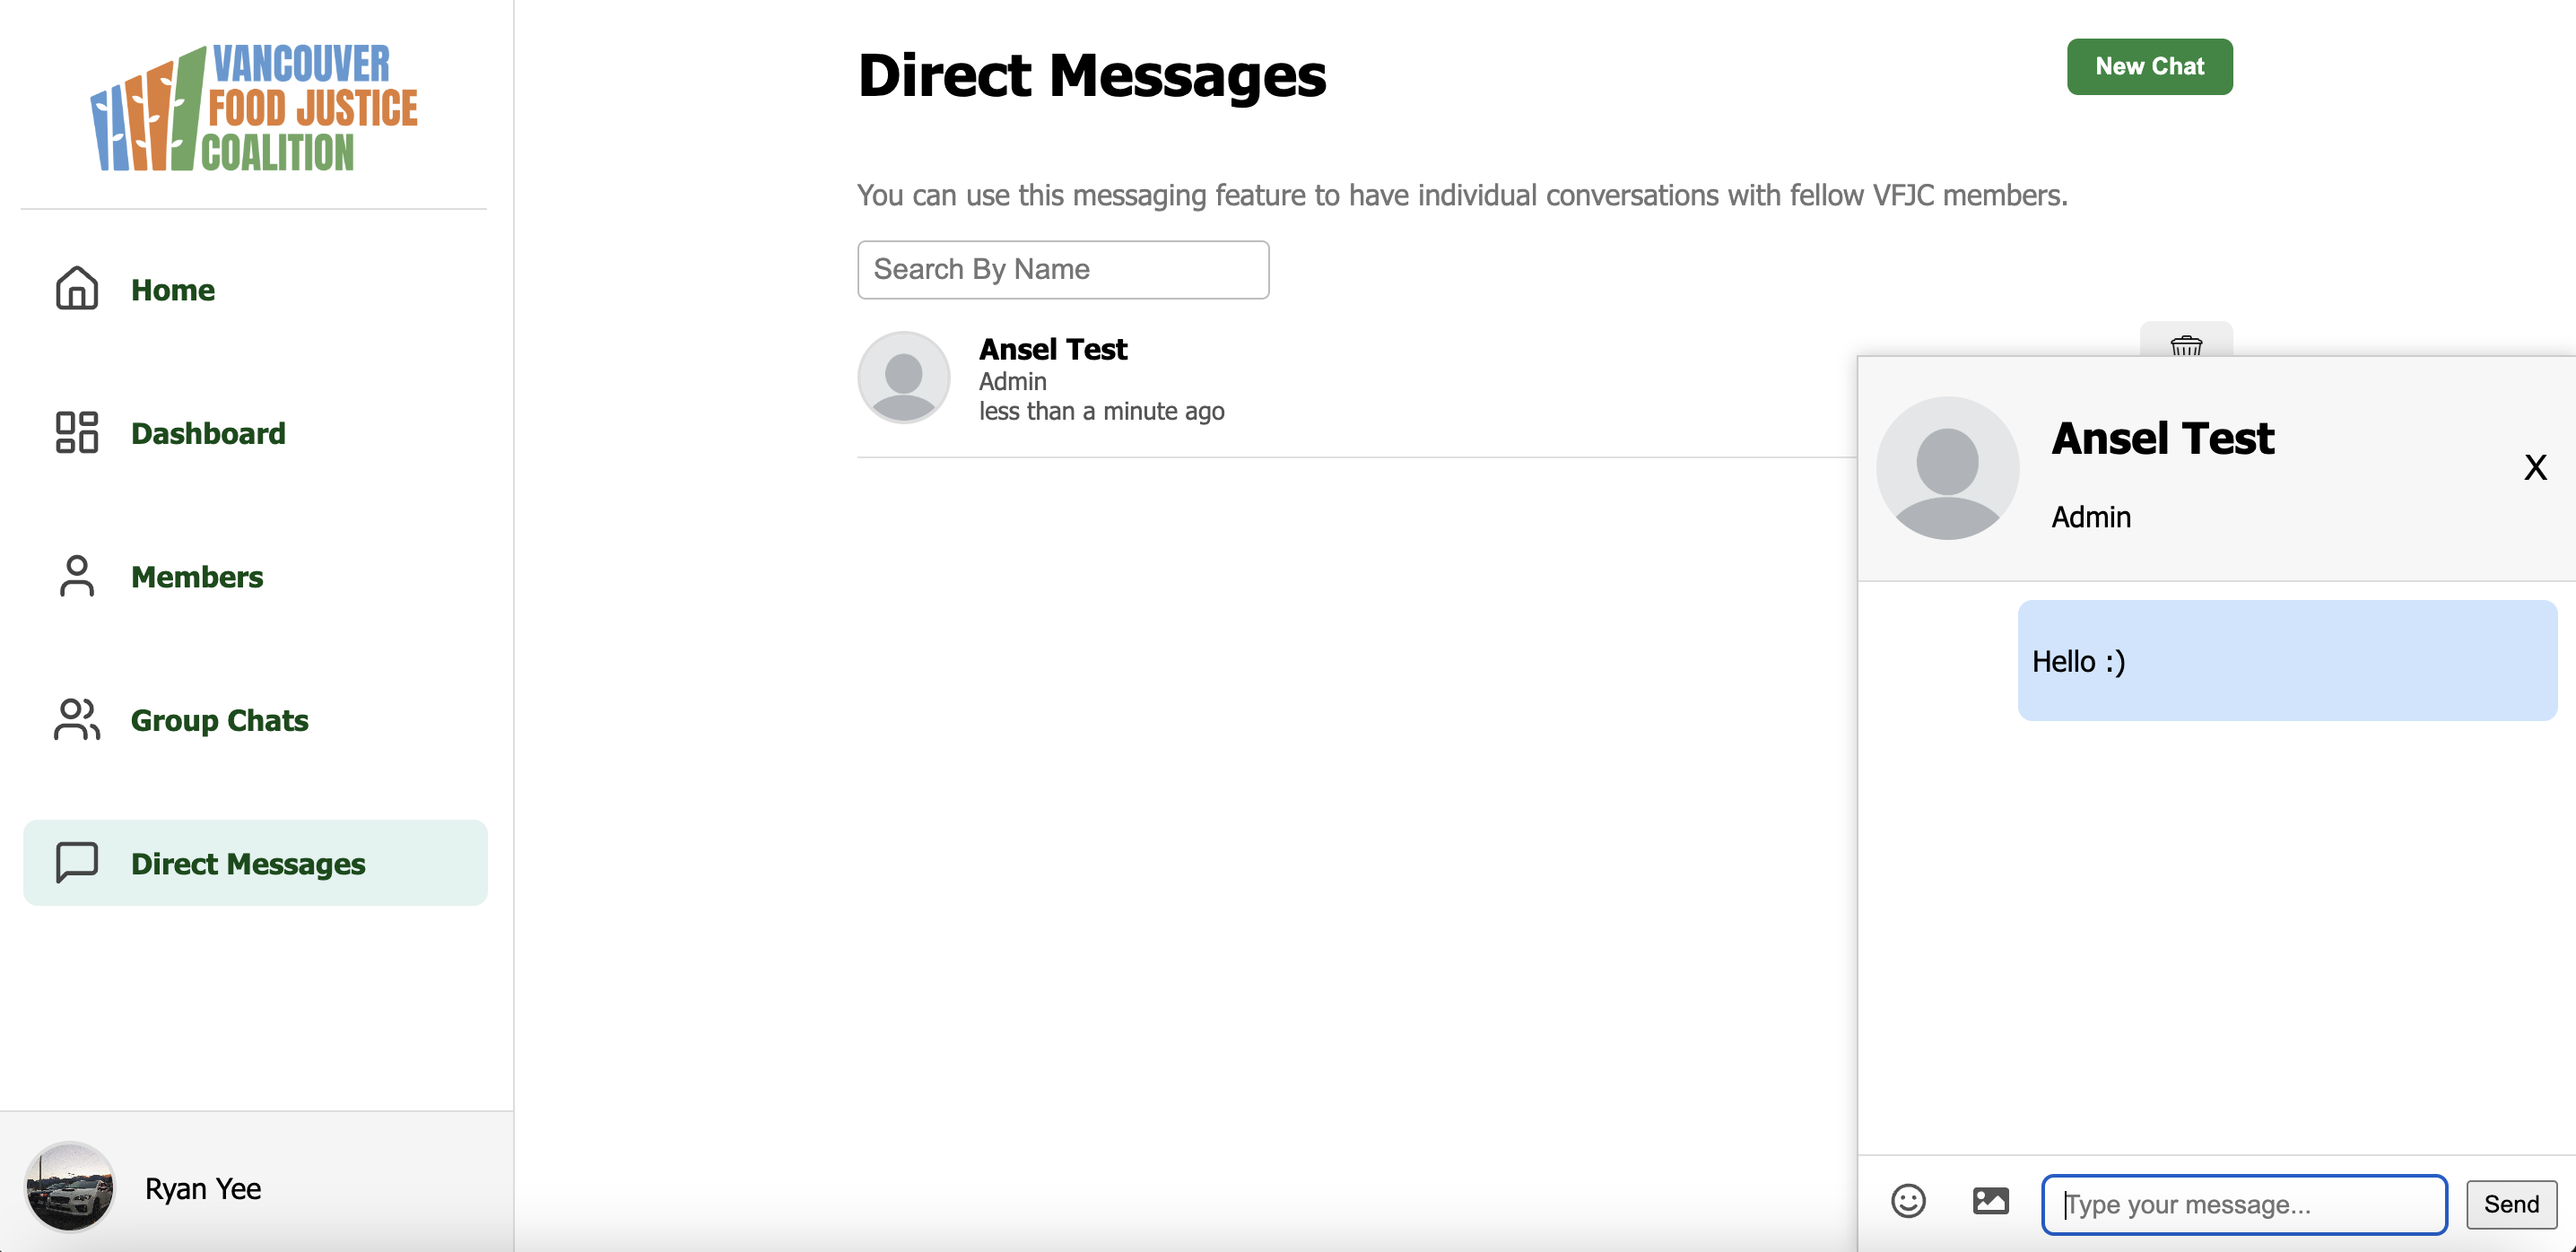 VANCOUVER
FOOD JUSTICE
COALITION
Home
Dashboard
Members
Group Chats
Direct Messages
Ryan Yee
Direct Messages
New Chat
You can use this messaging feature to have individual conversations with fellow VFJC members.
Search By Name
Ansel Test
Admin
less than a minute ago
Ansel Test
Admin
X
Hello :)
Type your message...
Send